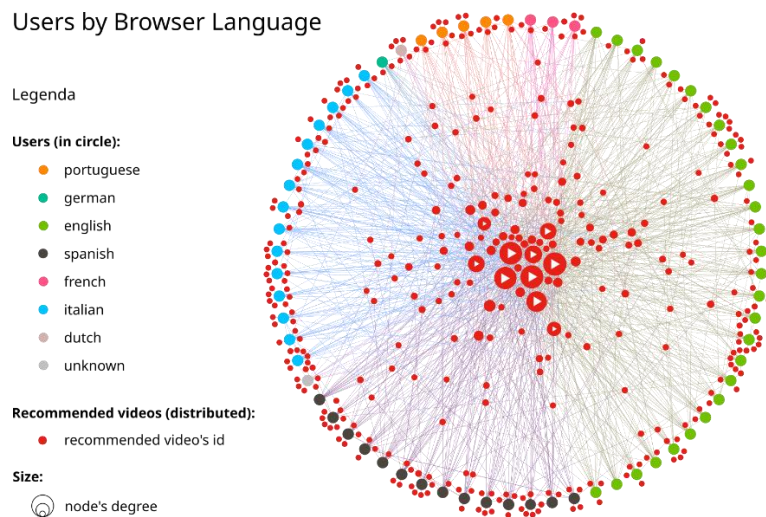 Users by Browser Language
Legenda
Users (in circle):
portuguese
german
english
spanish
french
italian
dutch
unknown
Recommended videos (distributed):
recommended video's id
Size:
node's degree